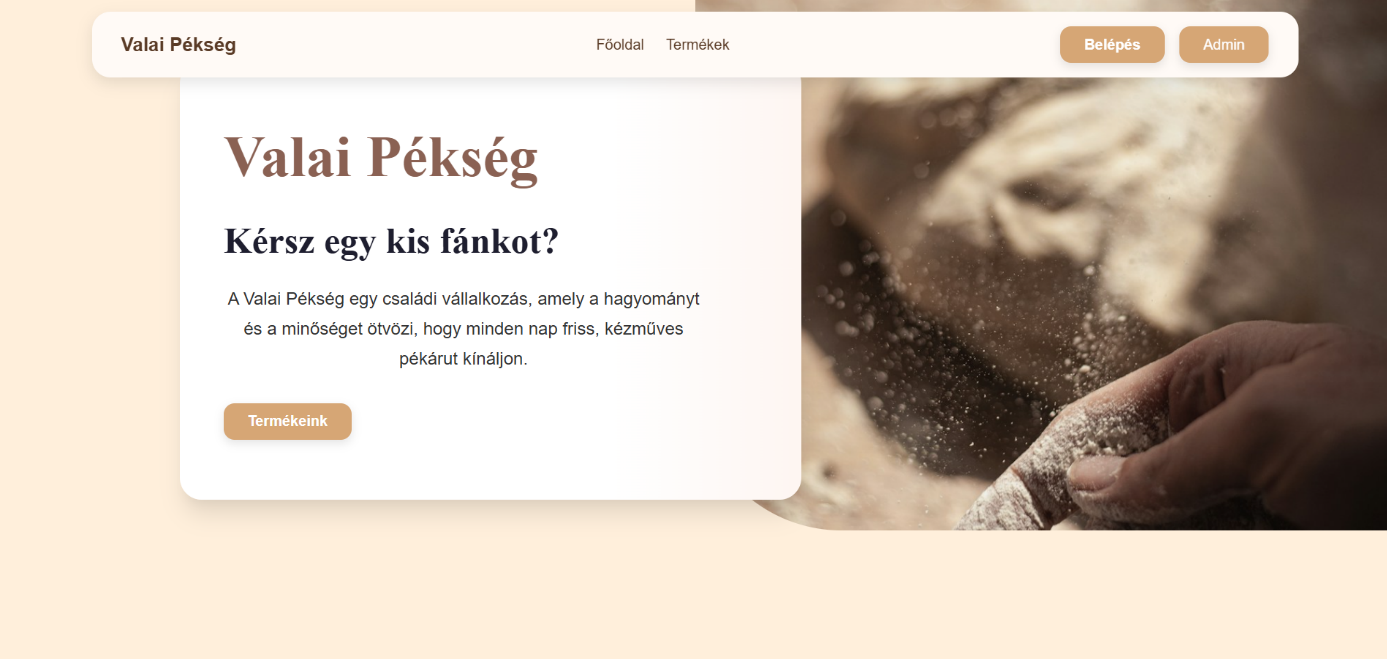 Valai Pékség
Főoldal
Termékek
Belépés
Admin
Valai Pékség
Kérsz egy kis fánkot?
A Valai Pékség egy családi vállalkozás, amely a hagyományt
és a minőséget ötvözi, hogy minden nap friss, kézműves
pékárut kínáljon.
Termékeink